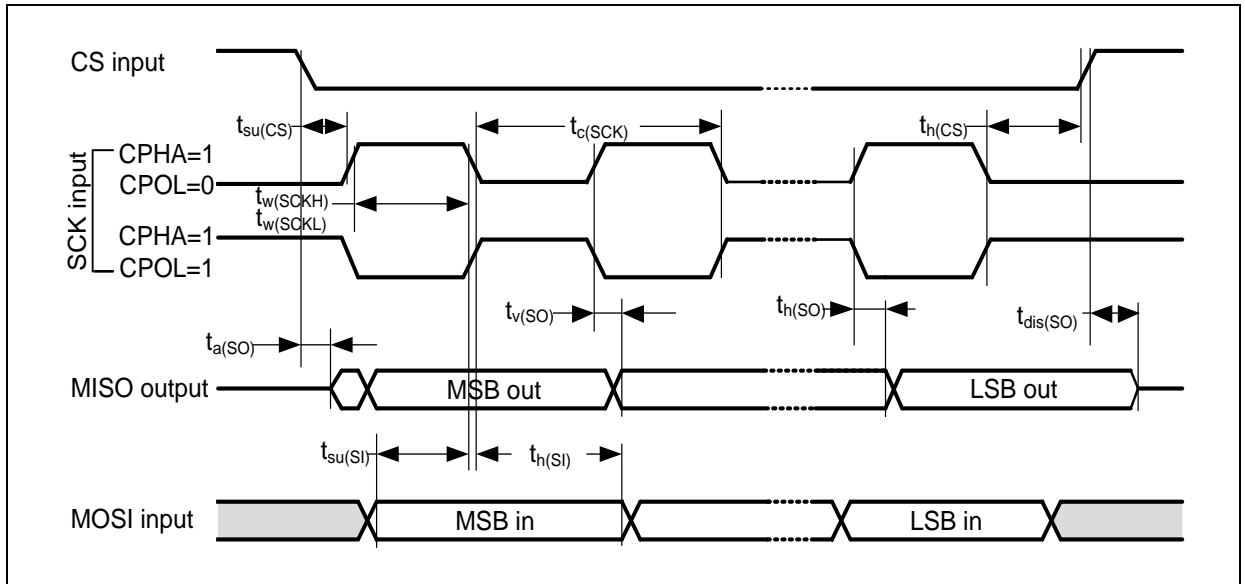 CS input
tsu(CS)
tc(SCK)
th(CS)
SCK input
CPHA=1
CPOL=0
tw(SCKH)
tw(SCKL)
CPHA=1
CPOL=1
tv(SO)
th(SO)
tdis(SO)
ta(SO)
MISO output
MSB out
LSB out
tsu(SI)
th(SI)
MOSI input
MSB in
LSB in